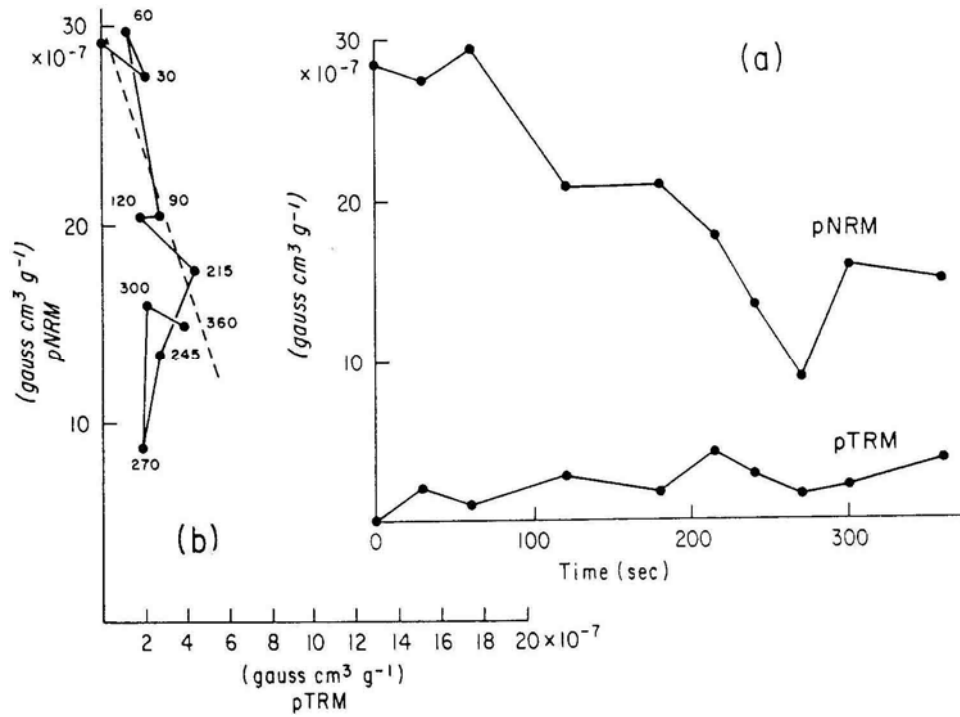 30
×10⁻⁷
60
30
120
90
20
215
300
360
245
10
270
(gauss cm³ g⁻¹)
pNRM
(b)
2 4 6 8 10 12 14 16 18 20×10⁻⁷
(gauss cm³ g⁻¹)
pTRM
(a)
30
×10⁻⁷
20
10
(gauss cm³ g⁻¹)
pNRM
pTRM
0 100 200 300
Time (sec)